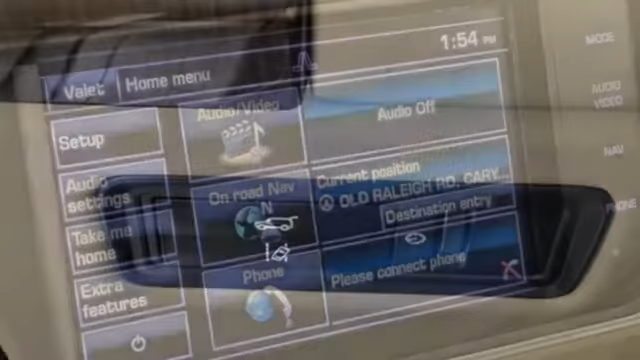 1:54 PM
Valet
Home menu
Setup
Audio/Video
Audio Off
Audio
settings
On road Nav
N
Current position
OLD RALEIGH RD, CARY...
Destination entry
Take me
home
Phone
Please connect phone
Extra
features
MODE
AUDIO
VIDEO
NAV
PHONE